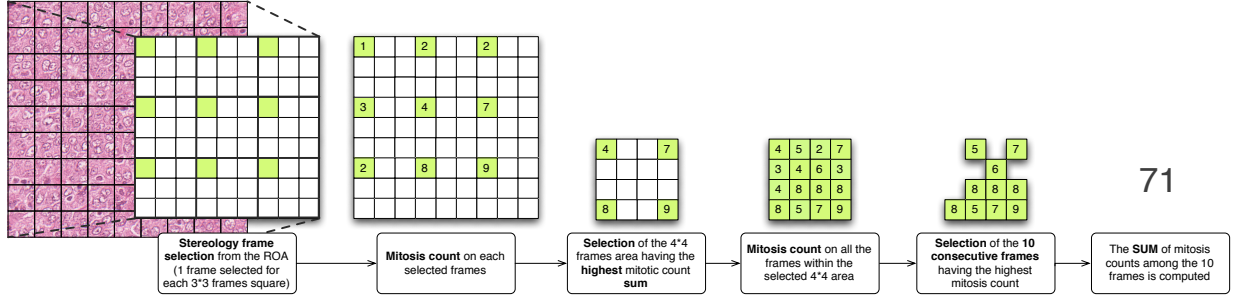 1 2 2
3 4 7
2 8 9
4 7
8 9
4 5 2 7
3 4 6 3
4 8 8 8
8 5 7 9
5 7
6
8 8 8
8 5 7 9
71
Stereology frame
selection from the ROA
(1 frame selected for
each 3*3 frames square)
Mitosis count on each
selected frames
Selection of the 4*4
frames area having the
highest mitotic count
sum
Mitosis count on all the
frames within the
selected 4*4 area
Selection of the 10
consecutive frames
having the highest
mitosis count
The SUM of mitosis
counts among the 10
frames is computed